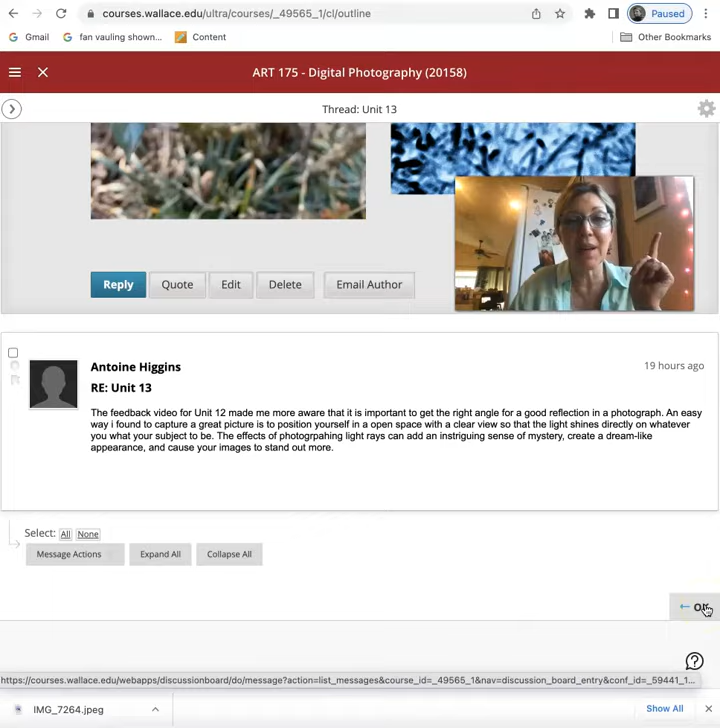 courses.wallace.edu/ultra/courses/_49565_1/cl/outline
Paused
Gmail
fan vauling shown...
Content
Other Bookmarks
ART 175 - Digital Photography (20158)
Thread: Unit 13
Reply
Quote
Edit
Delete
Email Author
Antoine Higgins
19 hours ago
RE: Unit 13
The feedback video for Unit 12 made me more aware that it is important to get the right angle for a good reflection in a photograph. An easy
way i found to capture a great picture is to position yourself in a open space with a clear view so that the light shines directly on whatever
you what your subject to be. The effects of photogrpahing light rays can add an instriguing sense of mystery, create a dream-like
appearance, and cause your images to stand out more.
Select: All None
Message Actions
Expand All
Collapse All
← OK
https://courses.wallace.edu/webapps/discussionboard/do/message?action=list_messages&course_id=_49565_1&nav=discussion_board_entry&conf_id=_59441_1...
IMG_7264.jpeg
Show All